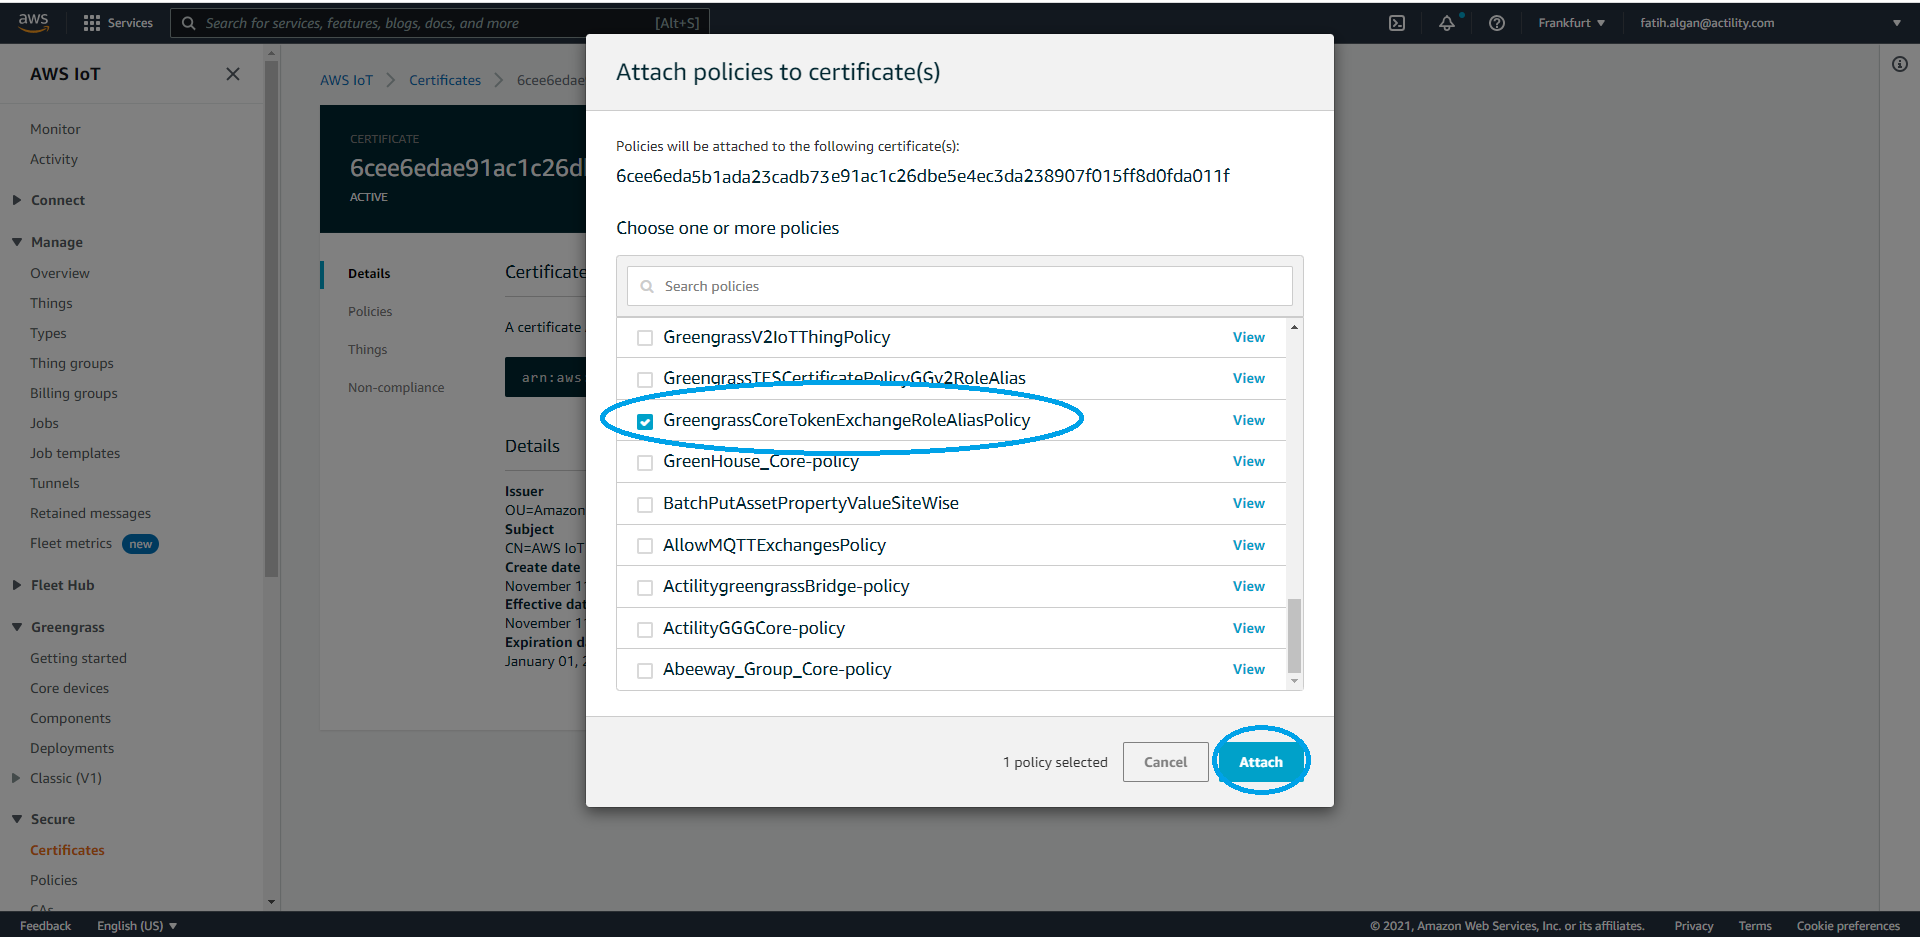 aws
Services
Search for services, features, blogs, docs, and more [Alt+S]
Frankfurt
fatih.algan@actility.com
AWS IoT
Monitor
Activity
Connect
Manage
Overview
Things
Types
Thing groups
Billing groups
Jobs
Job templates
Tunnels
Retained messages
Fleet metrics new
Fleet Hub
Greengrass
Getting started
Core devices
Components
Deployments
Classic (V1)
Secure
Certificates
Policies
CAs
AWS IoT Certificates 6cee6edae
CERTIFICATE
6cee6edae91ac1c26d
ACTIVE
Details
Policies
Things
Non-compliance
Certificate
A certificate
arn:aws
Details
Issuer
OU=Amazon
Subject
CN=AWS IoT
Create date
November 1
Effective dat
November 1
Expiration d
January 01, 2
Attach policies to certificate(s)
Policies will be attached to the following certificate(s):
6cee6eda5b1ada23cadb73e91ac1c26dbe5e4ec3da238907f015ff8d0fda011f
Choose one or more policies
Search policies
GreengrassV2IoTThingPolicy View
GreengrassTESCertificatePolicyGGv2RoleAlias View
GreengrassCoreTokenExchangeRoleAliasPolicy View
GreenHouse_Core-policy View
BatchPutAssetPropertyValueSiteWise View
AllowMQTTExchangesPolicy View
ActilitygreengrassBridge-policy View
ActilityGGGCore-policy View
Abeeway_Group_Core-policy View
1 policy selected Cancel Attach
Feedback English (US)
© 2021, Amazon Web Services, Inc. or its affiliates. Privacy Terms Cookie preferences